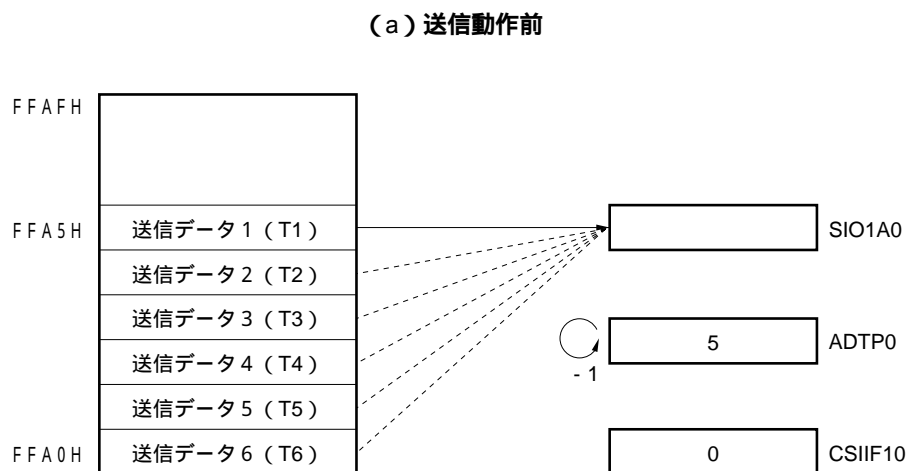 （a）送信動作前
FFAFH
FFA5H 送信データ1（T1） SIO1A0
送信データ2（T2）
送信データ3（T3） 5 ADTP0
送信データ4（T4） - 1
送信データ5（T5）
FFA0H 送信データ6（T6） 0 CSIIF10